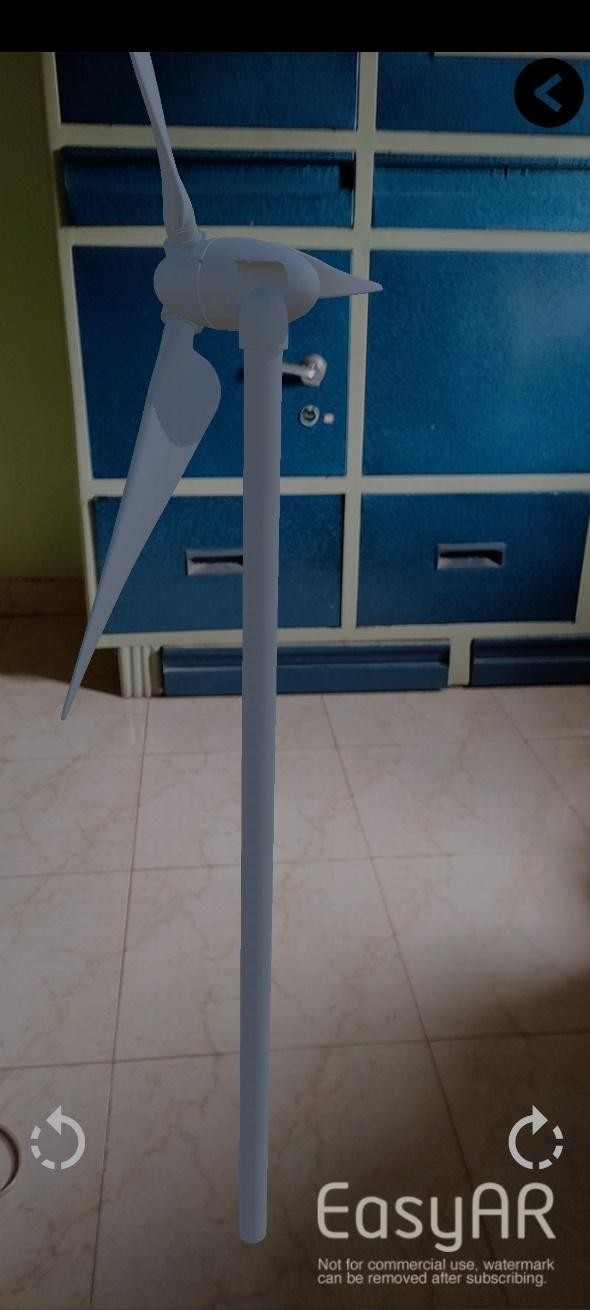 EasyAR
Not for commercial use, watermark
can be removed after subscribing.